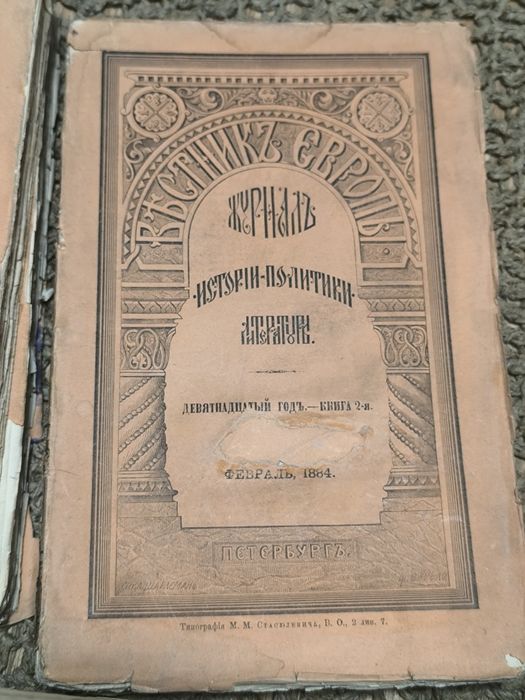 ВѢСТНИКЪ ЕВРОПЫ
ЖУРНАЛЪ
·ИСТОРІИ-ПОЛИТИКИ·
ЛИТЕРАТУРЫ.
ДЕВЯТНАДЦАТЫЙ ГОДЪ.—КНИГА 2-я.
ФЕВРАЛЬ, 1884.
ПЕТЕРБУРГЪ.
Типографія М. М. Стасюлевича, В. О., 2 лин. 7.